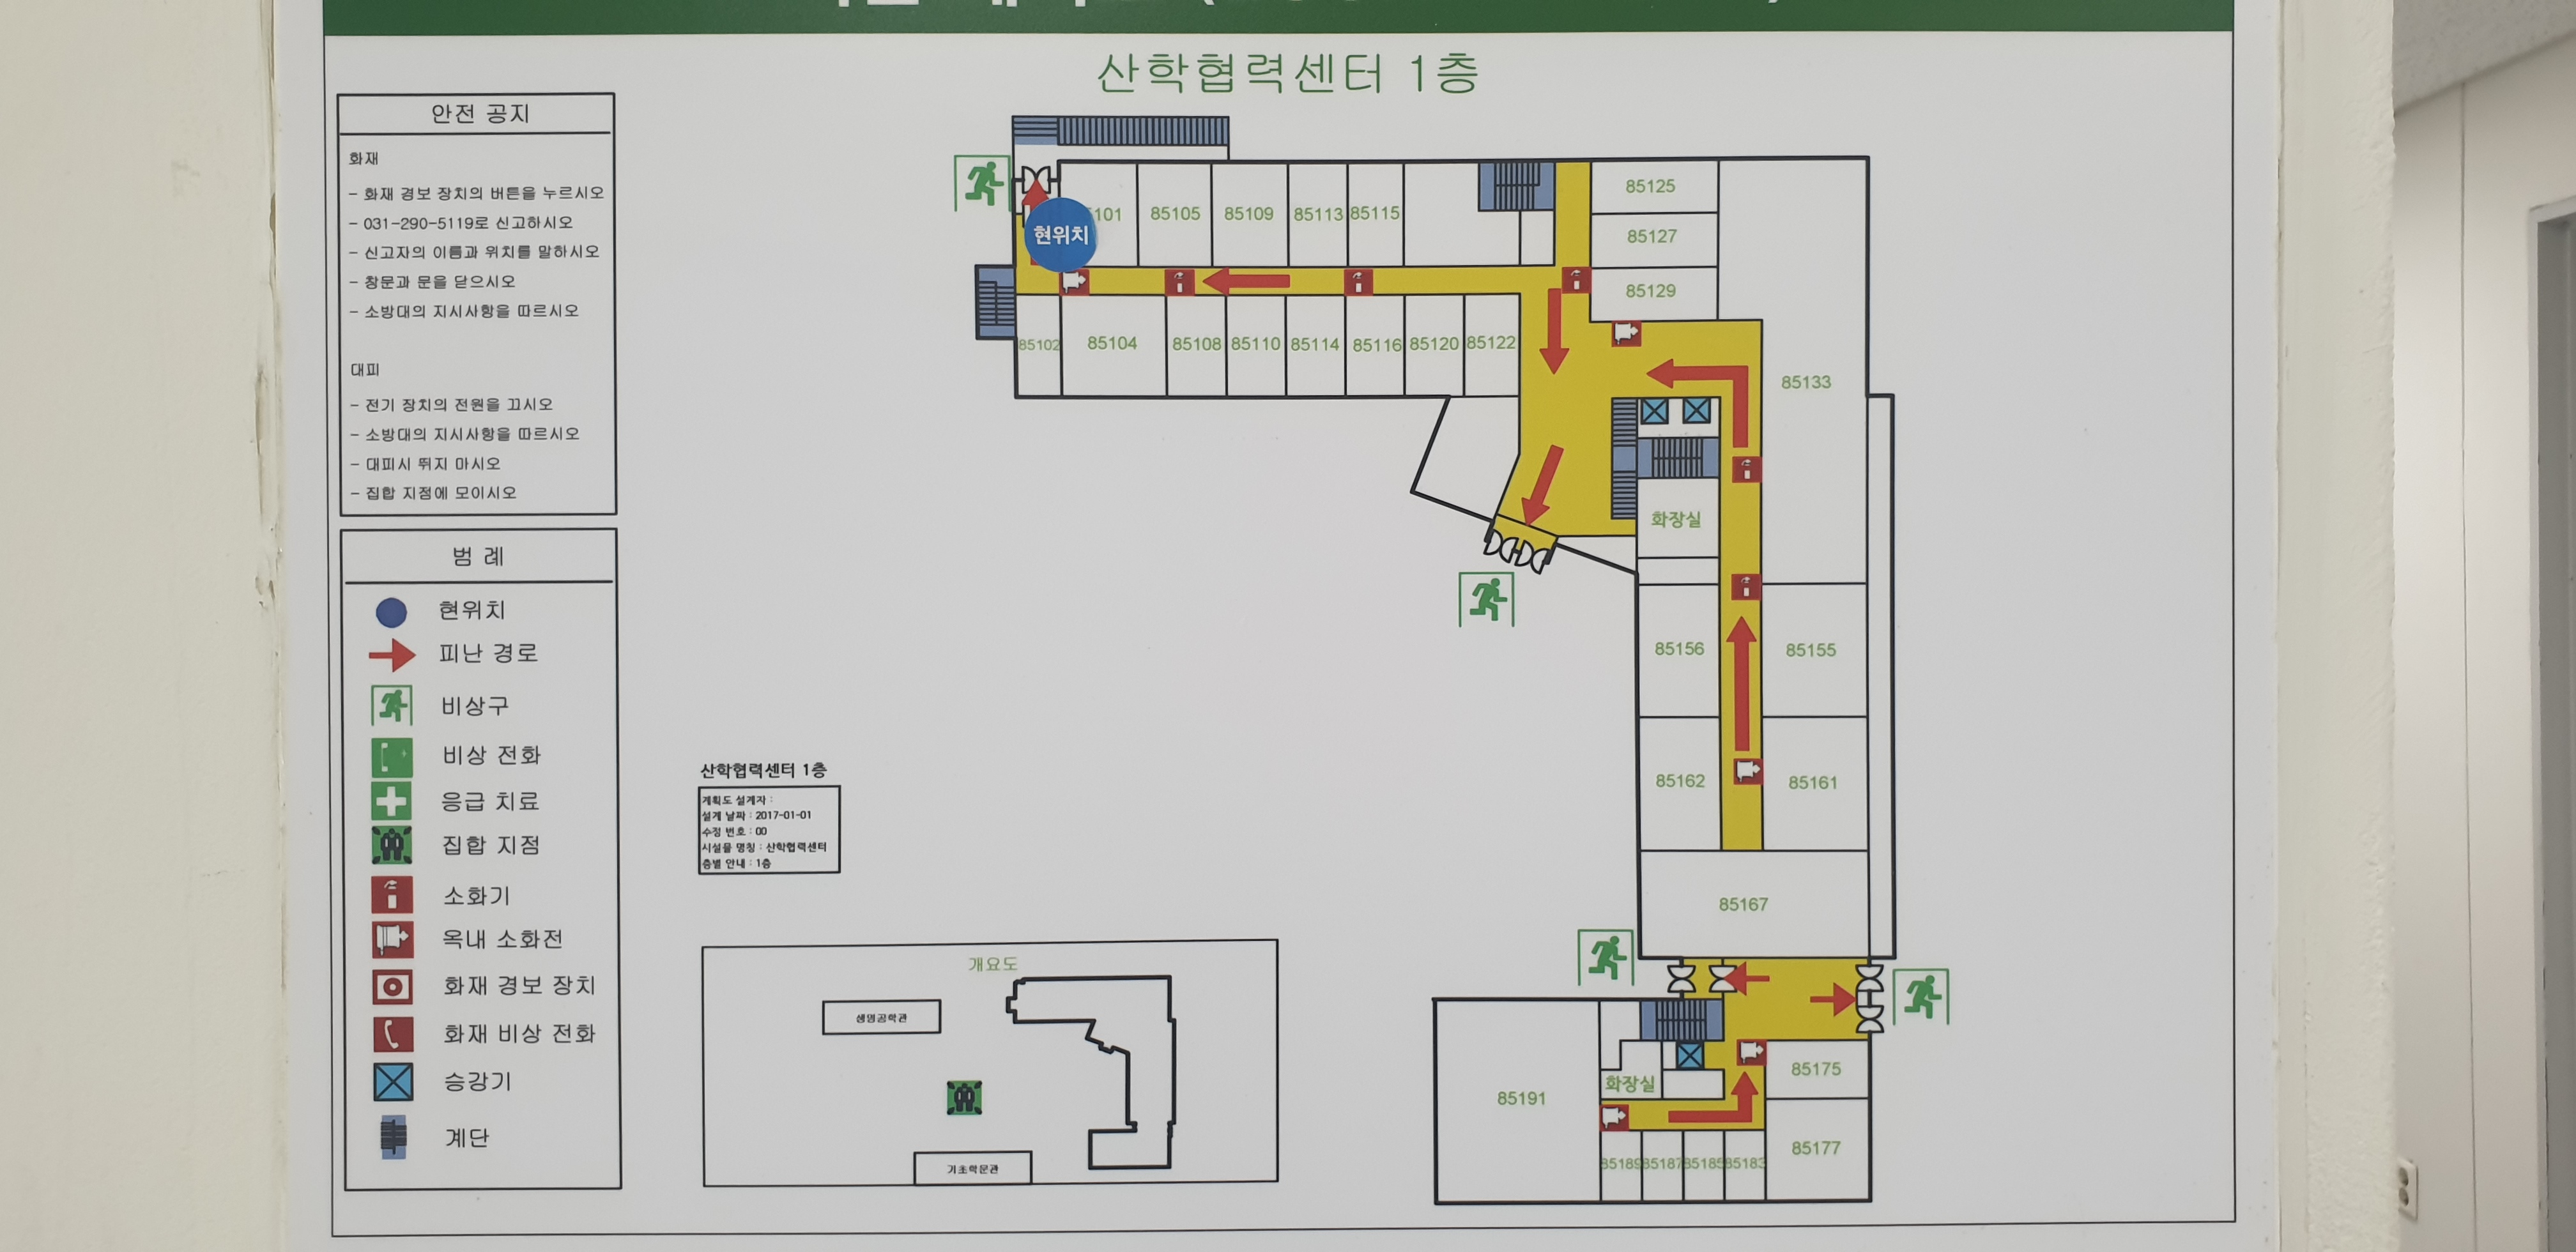 산학협력센터 1층
안전 공지
화재
- 화재 경보 장치의 버튼을 누르시오
- 031-290-5119로 신고하시오
- 신고자의 이름과 위치를 말하시오
- 창문과 문을 닫으시오
- 소방대의 지시사항을 따르시오
대피
- 전기 장치의 전원을 끄시오
- 소방대의 지시사항을 따르시오
- 대피시 뛰지 마시오
- 집합 지점에 모이시오
범 례
현위치
피난 경로
비상구
비상 전화
응급 치료
집합 지점
소화기
옥내 소화전
화재 경보 장치
화재 비상 전화
승강기
계단
현위치
101
85105
85109
85113
85115
85125
85127
85129
85102
85104
85108
85110
85114
85116
85120
85122
85133
화장실
85156
85155
85162
85161
85167
85191
화장실
85175
85177
85189
85187
85185
85183
산학협력센터 1층
계획도 설계자 :
설계 날짜 : 2017-01-01
수정 번호 : 00
시설물 명칭 : 산학협력센터
층별 안내 : 1층
개요도
생명공학관
기초학문관